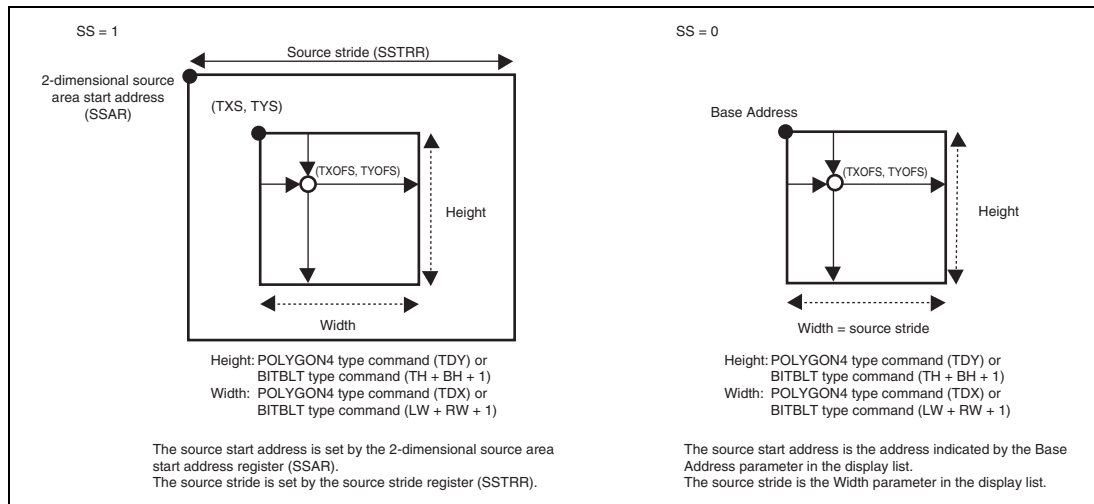 SS = 1
Source stride (SSTRR)
2-dimensional source
area start address
(SSAR)
(TXS, TYS)
(TXOFS, TYOFS)
Height
Width
Height: POLYGON4 type command (TDY) or
BITBLT type command (TH + BH + 1)
Width: POLYGON4 type command (TDX) or
BITBLT type command (LW + RW + 1)
The source start address is set by the 2-dimensional source area
start address register (SSAR).
The source stride is set by the source stride register (SSTRR).
SS = 0
Base Address
(TXOFS, TYOFS)
Height
Width = source stride
Height: POLYGON4 type command (TDY) or
BITBLT type command (TH + BH + 1)
Width: POLYGON4 type command (TDX) or
BITBLT type command (LW + RW + 1)
The source start address is the address indicated by the Base
Address parameter in the display list.
The source stride is the Width parameter in the display list.